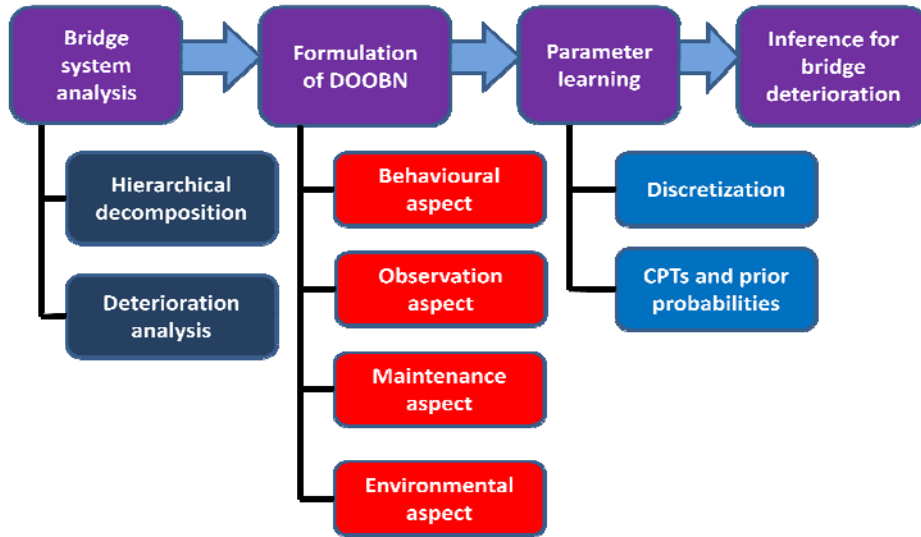 Bridge
system
analysis
Formulation
of DOOBN
Parameter
learning
Inference for
bridge
deterioration
Hierarchical
decomposition
Deterioration
analysis
Behavioural
aspect
Observation
aspect
Maintenance
aspect
Environmental
aspect
Discretization
CPTs and prior
probabilities